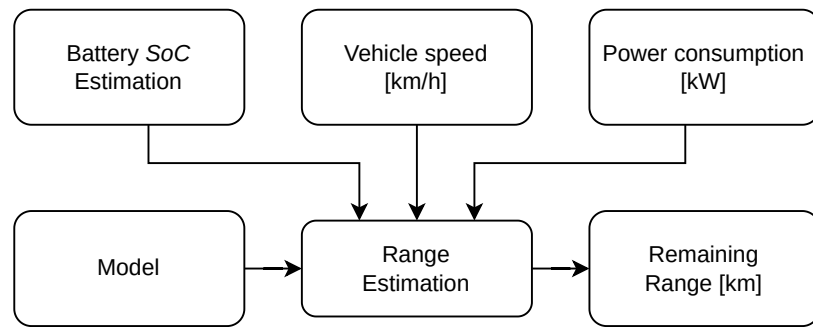 Battery SoC
Estimation
Vehicle speed
[km/h]
Power consumption
[kW]
Model
Range
Estimation
Remaining
Range [km]